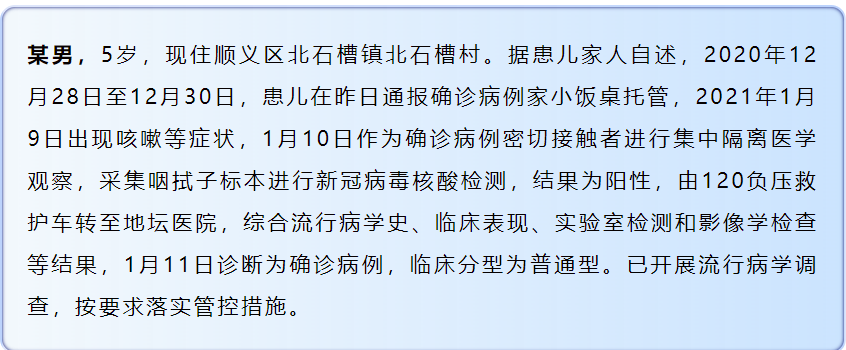 某男，5岁，现住顺义区北石槽镇北石槽村。据患儿家人自述，2020年12
月28日至12月30日，患儿在昨日通报确诊病例家小饭桌托管，2021年1月
9日出现咳嗽等症状，1月10日作为确诊病例密切接触者进行集中隔离医学
观察，采集咽拭子标本进行新冠病毒核酸检测，结果为阳性，由120负压救
护车转至地坛医院，综合流行病学史、临床表现、实验室检测和影像学检查
等结果，1月11日诊断为确诊病例，临床分型为普通型。已开展流行病学调
查，按要求落实管控措施。